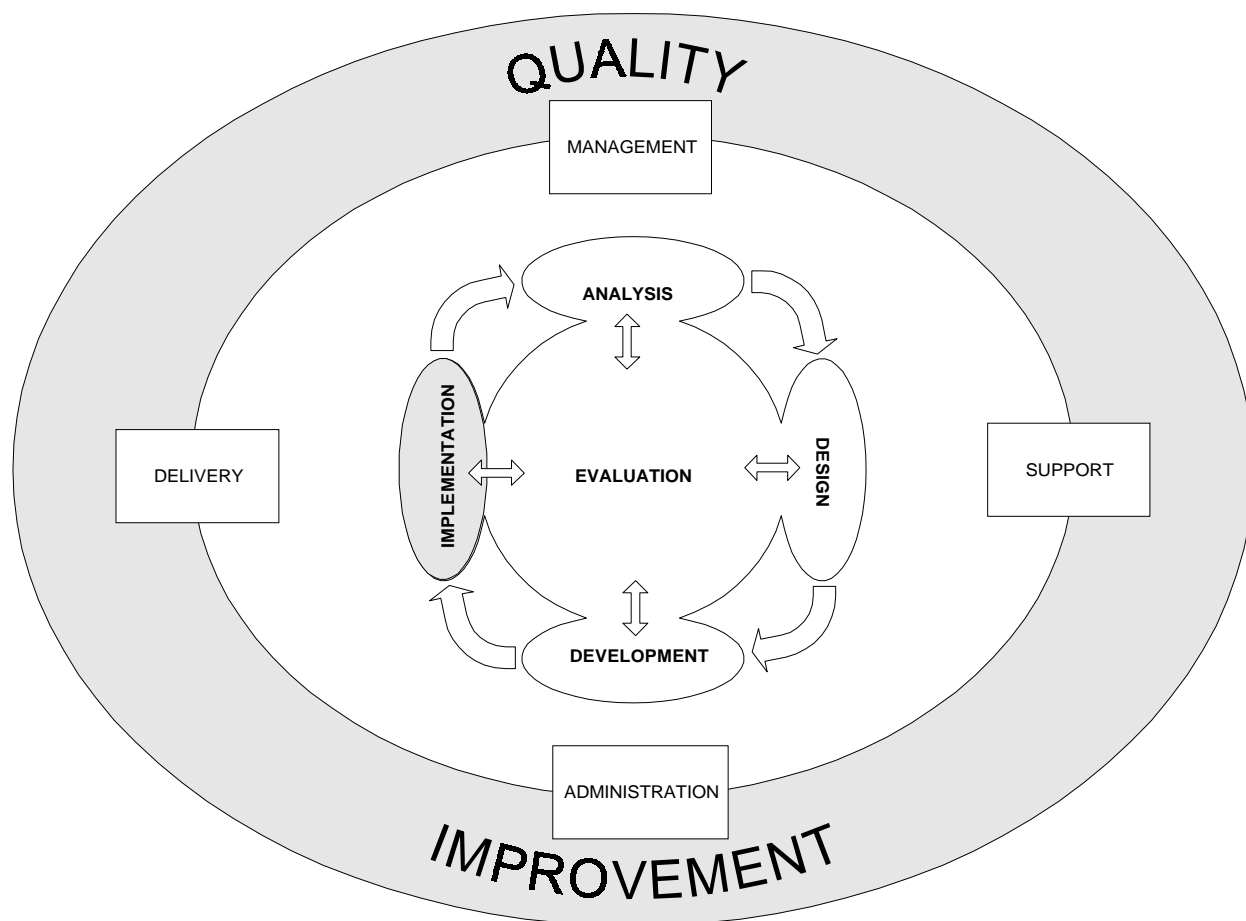 QUALITY
MANAGEMENT
ANALYSIS
IMPLEMENTATION
DELIVERY
EVALUATION
DESIGN
SUPPORT
DEVELOPMENT
ADMINISTRATION
IMPROVEMENT